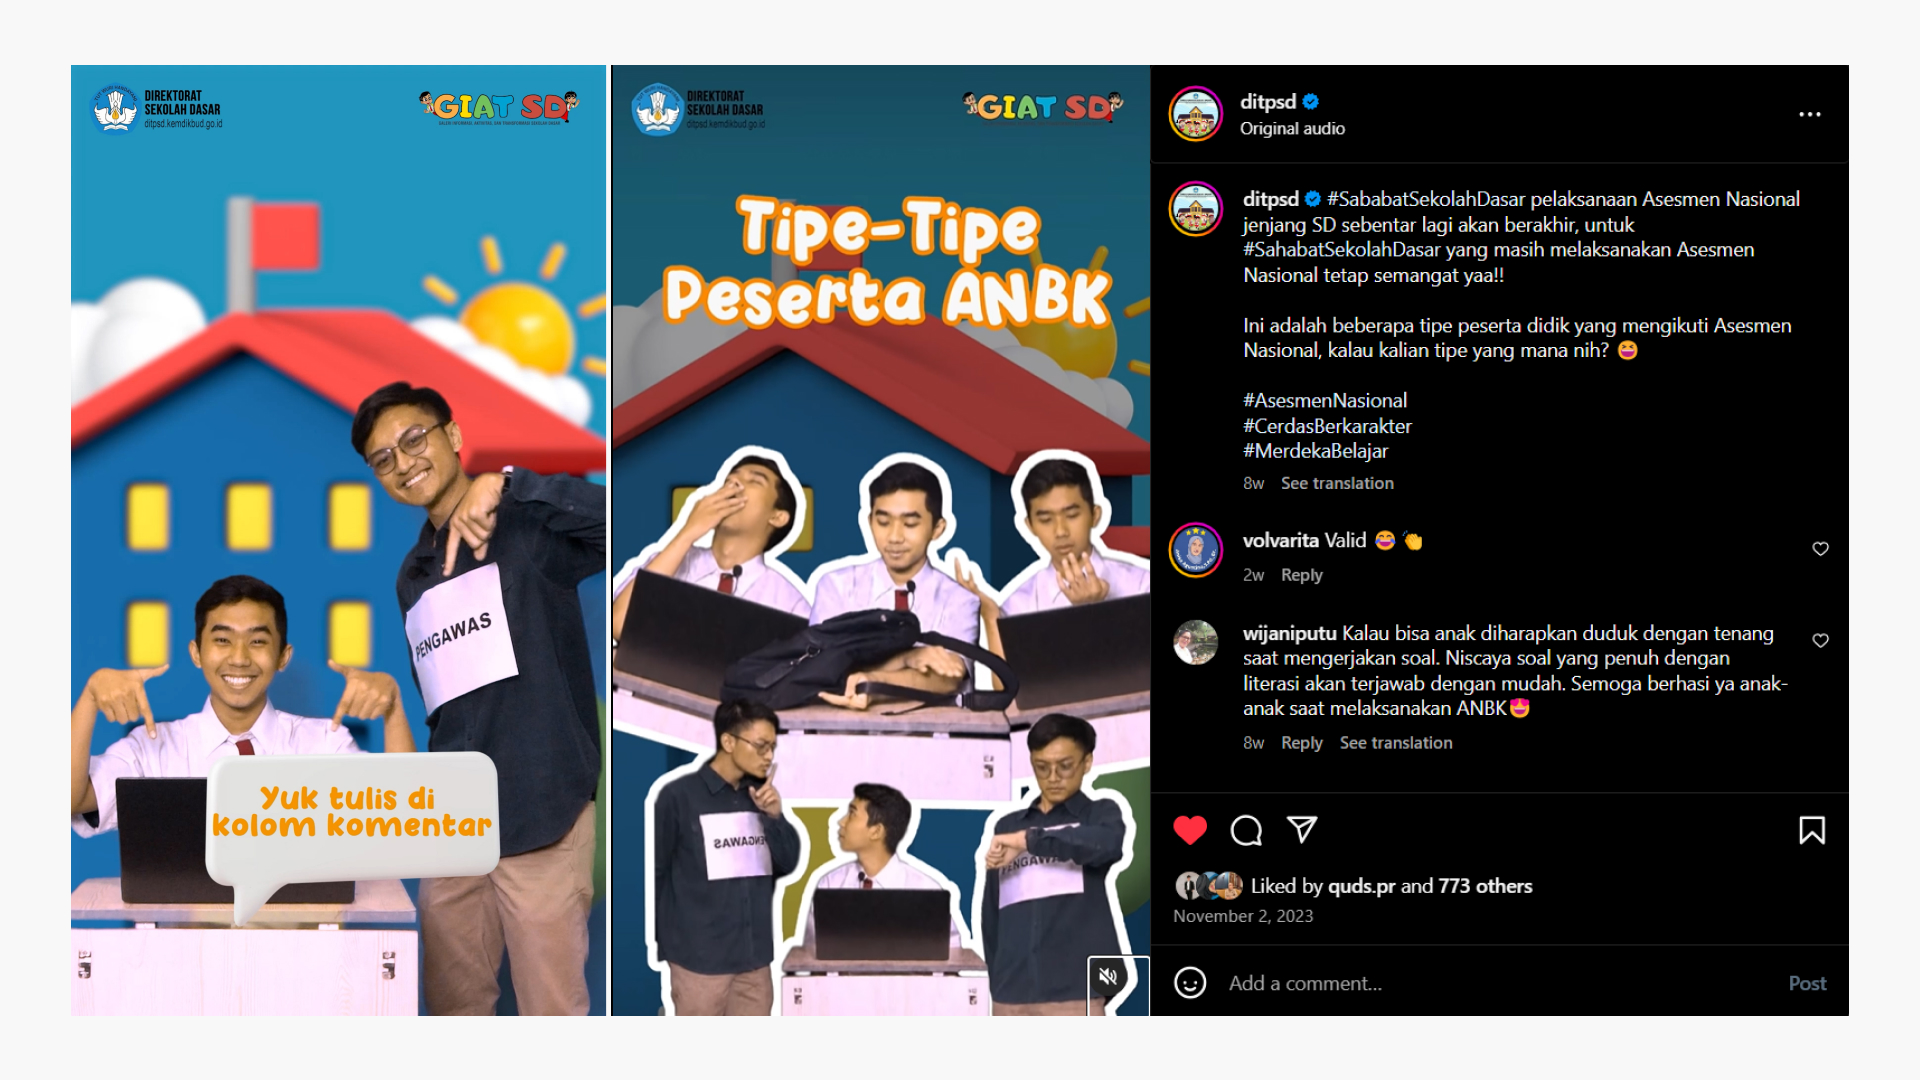 DIREKTORAT
SEKOLAH DASAR
ditpsd.kemdikbud.go.id
GIAT SD
PENGAWAS
Yuk tulis di
kolom komentar
DIREKTORAT
SEKOLAH DASAR
ditpsd.kemdikbud.go.id
GIAT SD
Tipe-Tipe
Peserta ANBK
PENGAWAS
PENGAWAS
ditpsd
Original audio
ditpsd #SababatSekolahDasar pelaksanaan Asesmen Nasional
jenjang SD sebentar lagi akan berakhir, untuk
#SahabatSekolahDasar yang masih melaksanakan Asesmen
Nasional tetap semangat yaa!!
Ini adalah beberapa tipe peserta didik yang mengikuti Asesmen
Nasional, kalau kalian tipe yang mana nih? 😆
#AsesmenNasional
#CerdasBerkarakter
#MerdekaBelajar
8w See translation
volvarita Valid 😂 👏
2w Reply
wijaniputu Kalau bisa anak diharapkan duduk dengan tenang
saat mengerjakan soal. Niscaya soal yang penuh dengan
literasi akan terjawab dengan mudah. Semoga berhasi ya anak-
anak saat melaksanakan ANBK😍
8w Reply See translation
Liked by quds.pr and 773 others
November 2, 2023
Add a comment...
Post